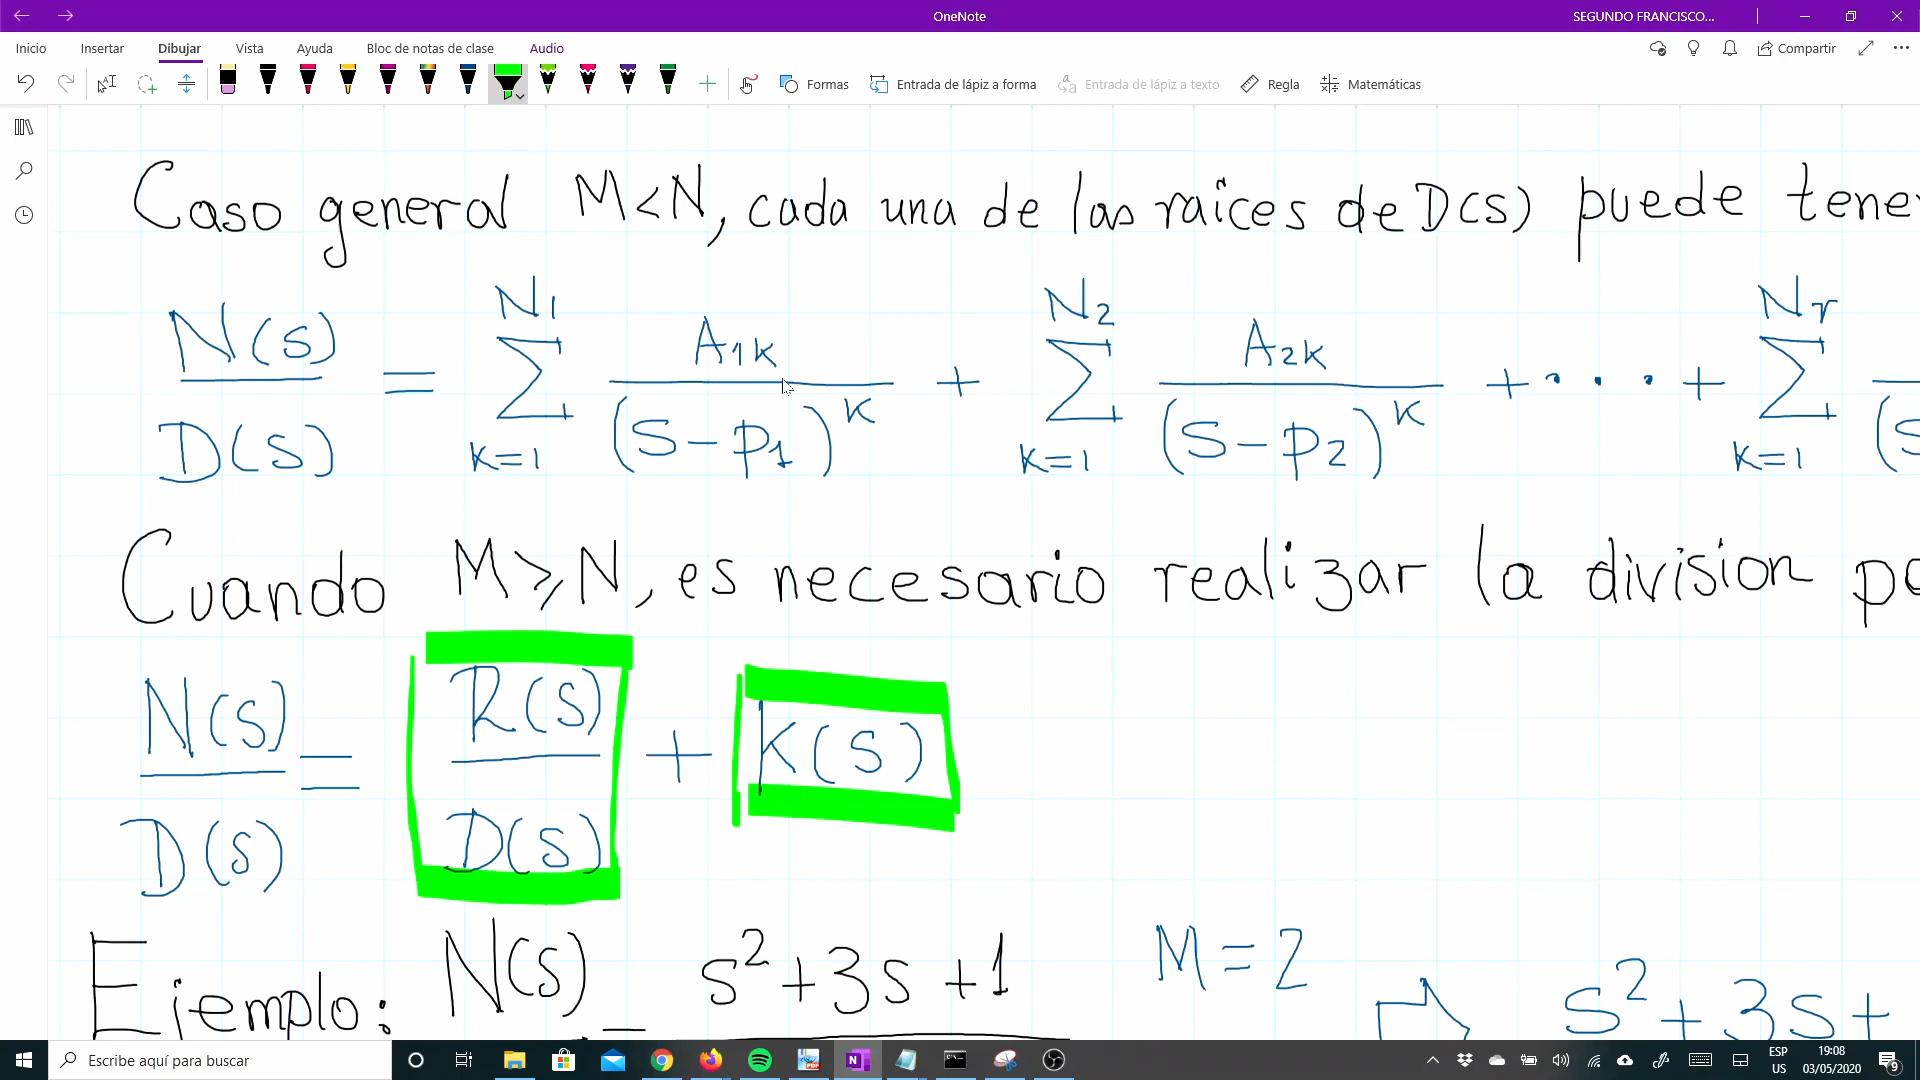 OneNote
SEGUNDO FRANCISCO...
Inicio Insertar Dibujar Vista Ayuda Bloc de notas de clase Audio
Compartir
Formas Entrada de lápiz a forma Entrada de lápiz a texto Regla Matemáticas
Caso general M<N, cada una de las raíces de D(s) puede tene
N(s)/D(s) = ∑_{k=1}^{N1} A1k/(s-p1)^k + ∑_{k=1}^{N2} A2k/(s-p2)^k + ... + ∑_{k=1}^{Nr} (s
Cuando M⩾N, es necesario realizar la division po
N(s)/D(s) = R(s)/D(s) + K(s)
Ejemplo: N(s) = s²+3s+1 M=2 s²+3s+
Escribe aquí para buscar
ESP
US
19:08
03/05/2020
9